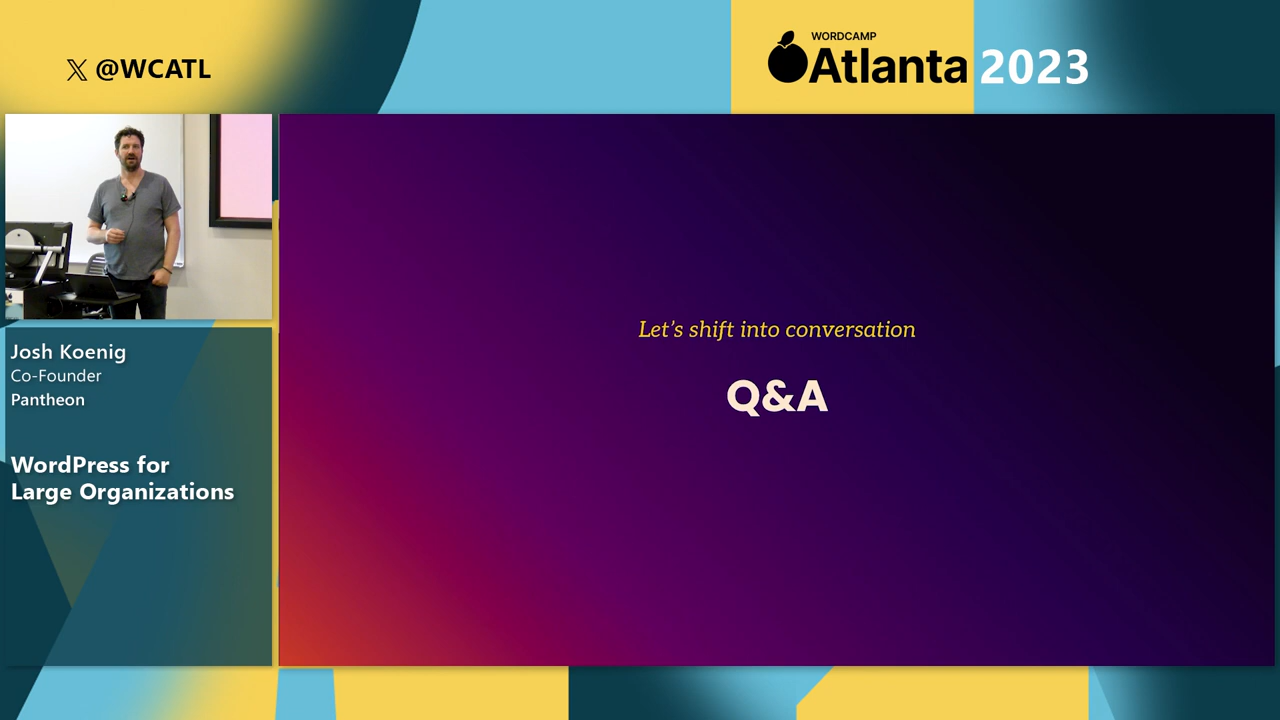 𝕏 @WCATL
WORDCAMP
Atlanta 2023
Josh Koenig
Co-Founder
Pantheon
WordPress for
Large Organizations
Let’s shift into conversation
Q&A